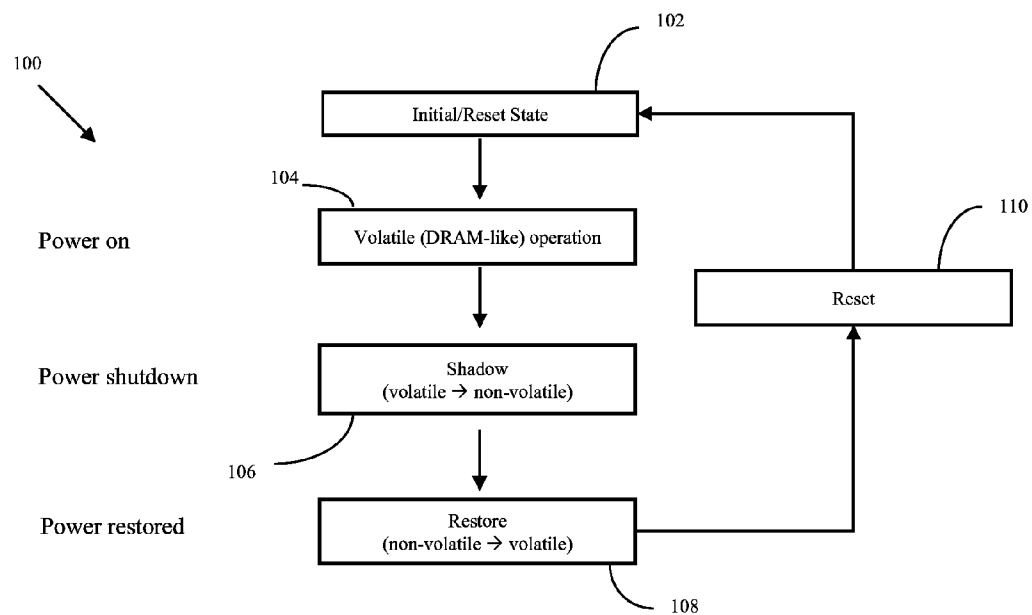 102
100
Initial/Reset State
104
110
Power on
Volatile (DRAM-like) operation
Reset
Power shutdown
Shadow
(volatile → non-volatile)
106
Power restored
Restore
(non-volatile → volatile)
108